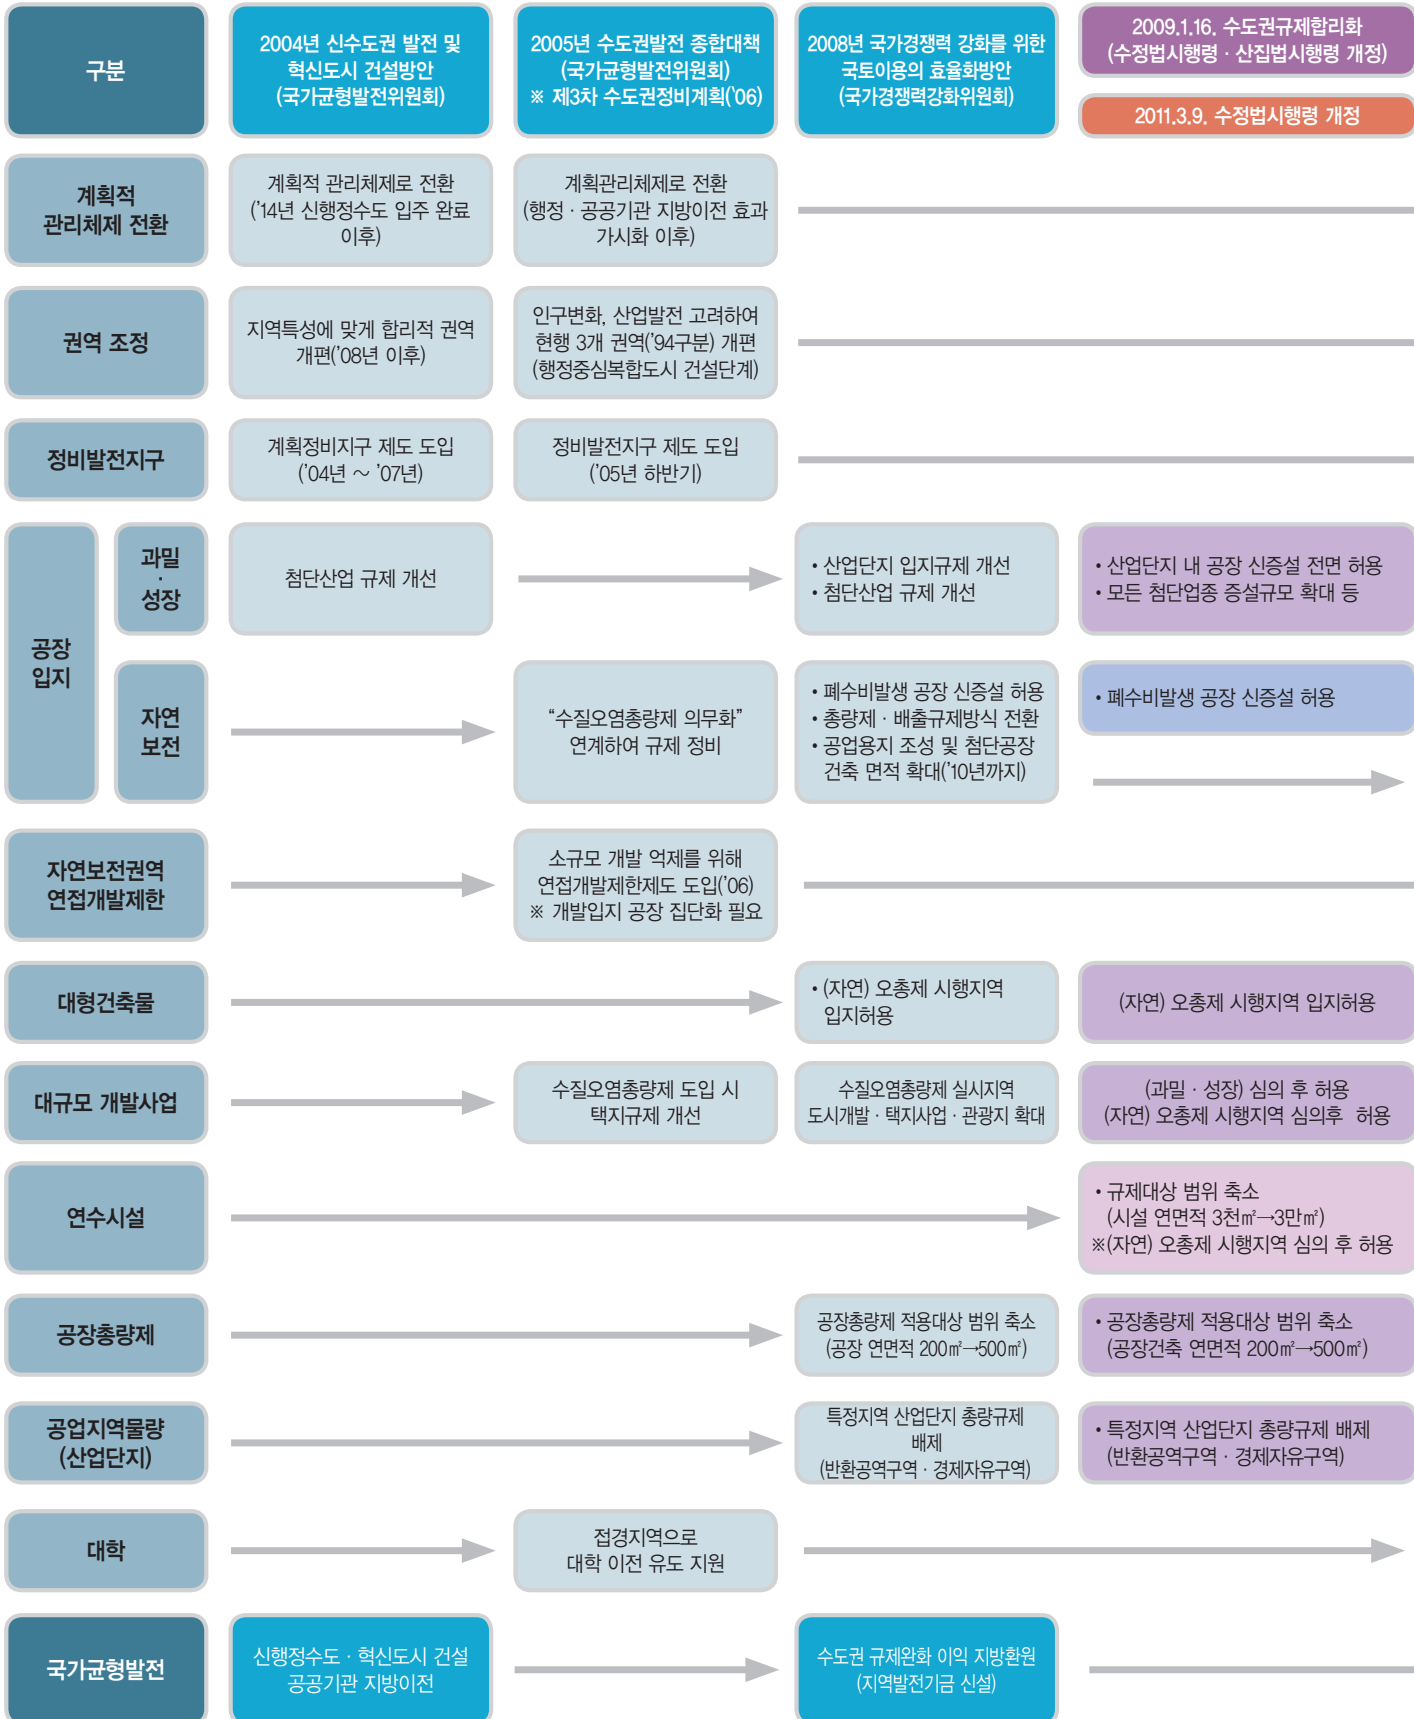 구분
2004년 신수도권 발전 및
혁신도시 건설방안
(국가균형발전위원회)
2005년 수도권발전 종합대책
(국가균형발전위원회)
※ 제3차 수도권정비계획('06)
2008년 국가경쟁력 강화를 위한
국토이용의 효율화방안
(국가경쟁력강화위원회)
2009.1.16. 수도권규제합리화
(수정법시행령 · 산집법시행령 개정)
2011.3.9. 수정법시행령 개정
계획적
관리체제 전환
계획적 관리체제로 전환
('14년 신행정수도 입주 완료
이후)
계획관리체제로 전환
(행정 · 공공기관 지방이전 효과
가시화 이후)
권역 조정
지역특성에 맞게 합리적 권역
개편('08년 이후)
인구변화, 산업발전 고려하여
현행 3개 권역('94구분) 개편
(행정중심복합도시 건설단계)
정비발전지구
계획정비지구 제도 도입
('04년 ~ '07년)
정비발전지구 제도 도입
('05년 하반기)
공장
입지
과밀
·
성장
첨단산업 규제 개선
• 산업단지 입지규제 개선
• 첨단산업 규제 개선
• 산업단지 내 공장 신증설 전면 허용
• 모든 첨단업종 증설규모 확대 등
자연
보전
“수질오염총량제 의무화”
연계하여 규제 정비
• 폐수비발생 공장 신증설 허용
• 총량제 · 배출규제방식 전환
• 공업용지 조성 및 첨단공장
건축 면적 확대('10년까지)
• 폐수비발생 공장 신증설 허용
자연보전권역
연접개발제한
소규모 개발 억제를 위해
연접개발제한제도 도입('06)
※ 개발입지 공장 집단화 필요
대형건축물
• (자연) 오총제 시행지역
입지허용
(자연) 오총제 시행지역 입지허용
대규모 개발사업
수질오염총량제 도입 시
택지규제 개선
수질오염총량제 실시지역
도시개발 · 택지사업 · 관광지 확대
(과밀 · 성장) 심의 후 허용
(자연) 오총제 시행지역 심의후 허용
연수시설
• 규제대상 범위 축소
(시설 연면적 3천㎡→3만㎡)
※(자연) 오총제 시행지역 심의 후 허용
공장총량제
공장총량제 적용대상 범위 축소
(공장 연면적 200㎡→500㎡)
• 공장총량제 적용대상 범위 축소
(공장건축 연면적 200㎡→500㎡)
공업지역물량
(산업단지)
특정지역 산업단지 총량규제
배제
(반환공역구역 · 경제자유구역)
• 특정지역 산업단지 총량규제 배제
(반환공역구역 · 경제자유구역)
대학
접경지역으로
대학 이전 유도 지원
국가균형발전
신행정수도 · 혁신도시 건설
공공기관 지방이전
수도권 규제완화 이익 지방환원
(지역발전기금 신설)